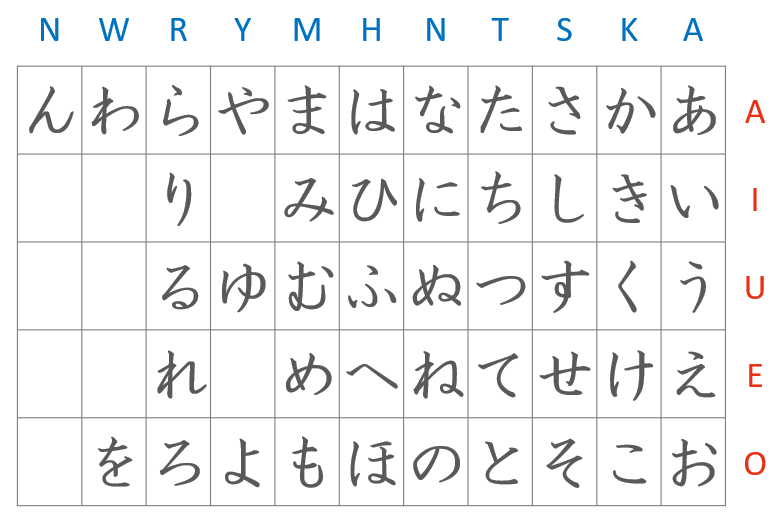 N W R Y M H N T S K A
ん わ ら や ま は な た さ か あ A
り み ひ に ち し き い I
る ゆ む ふ ぬ つ す く う U
れ め へ ね て せ け え E
を ろ よ も ほ の と そ こ お O